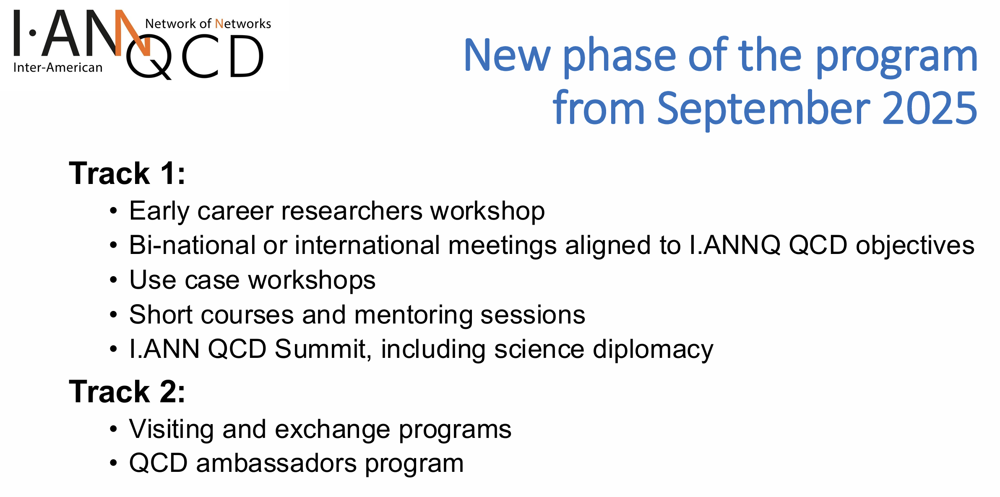 I·ANN QCD
Network of Networks
Inter-American
New phase of the program
from September 2025
Track 1:
• Early career researchers workshop
• Bi-national or international meetings aligned to I.ANNQ QCD objectives
• Use case workshops
• Short courses and mentoring sessions
• I.ANN QCD Summit, including science diplomacy
Track 2:
• Visiting and exchange programs
• QCD ambassadors program